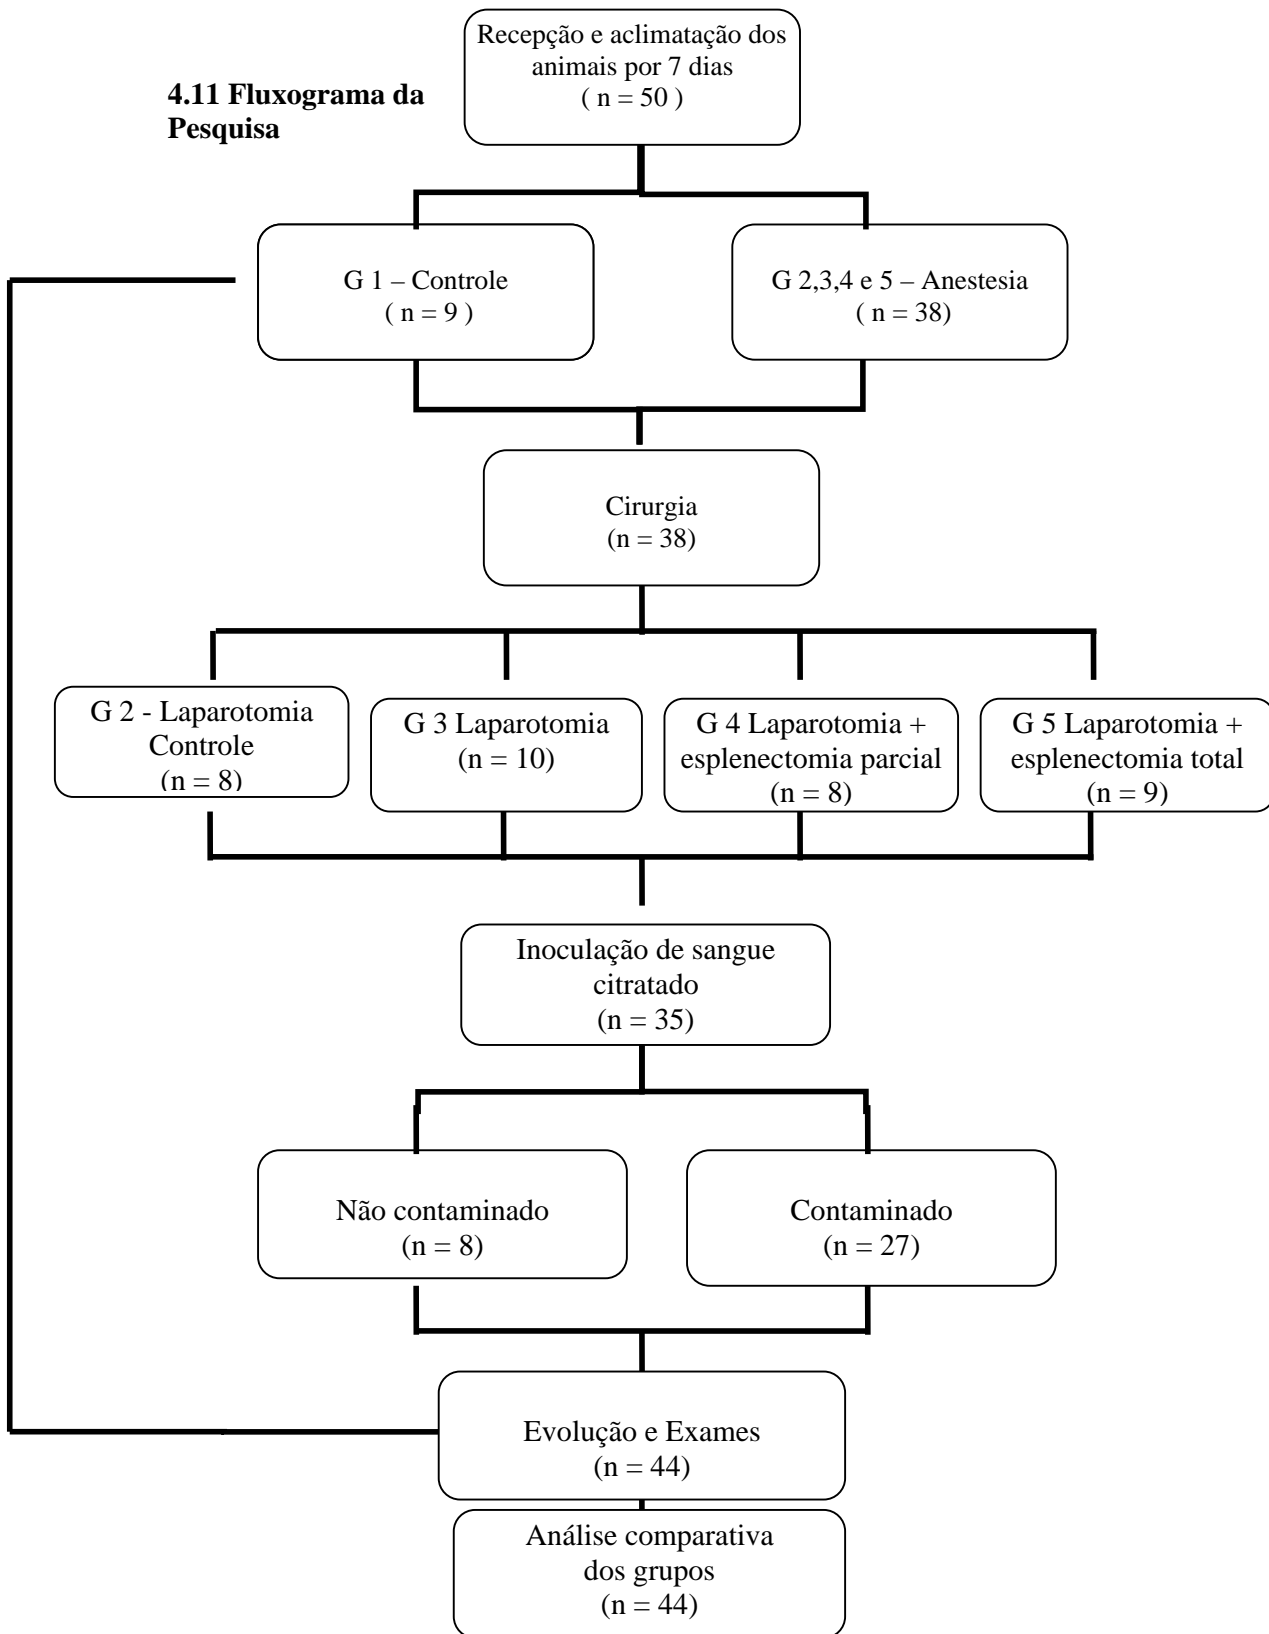 4.11 Fluxograma da
Pesquisa
Recepção e aclimatação dos
animais por 7 dias
( n = 50 )
G 1 – Controle
( n = 9 )
G 2,3,4 e 5 – Anestesia
( n = 38)
Cirurgia
(n = 38)
G 2 - Laparotomia
Controle
(n = 8)
G 3 Laparotomia
(n = 10)
G 4 Laparotomia +
esplenectomia parcial
(n = 8)
G 5 Laparotomia +
esplenectomia total
(n = 9)
Inoculação de sangue
citratado
(n = 35)
Não contaminado
(n = 8)
Contaminado
(n = 27)
Evolução e Exames
(n = 44)
Análise comparativa
dos grupos
(n = 44)